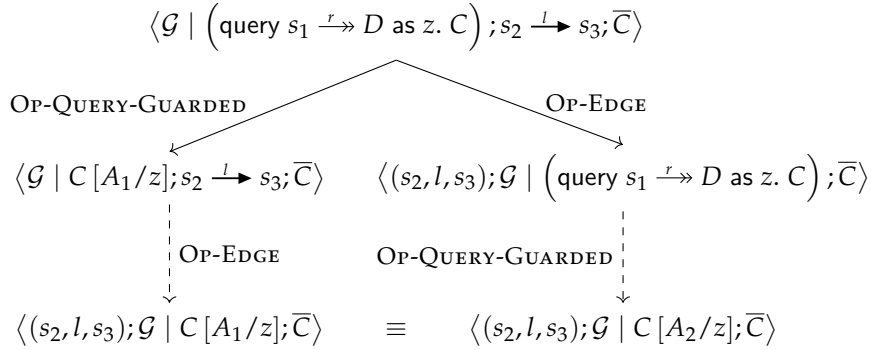 ⟨𝒢 | (query s₁ —r↠ D as z. C) ; s₂ —l→ s₃; C̅⟩
Op-Query-Guarded Op-Edge
⟨𝒢 | C [A₁/z]; s₂ —l→ s₃; C̅⟩ ⟨(s₂, l, s₃); 𝒢 | (query s₁ —r↠ D as z. C) ; C̅⟩
Op-Edge Op-Query-Guarded
⟨(s₂, l, s₃); 𝒢 | C [A₁/z]; C̅⟩ ≡ ⟨(s₂, l, s₃); 𝒢 | C [A₂/z]; C̅⟩